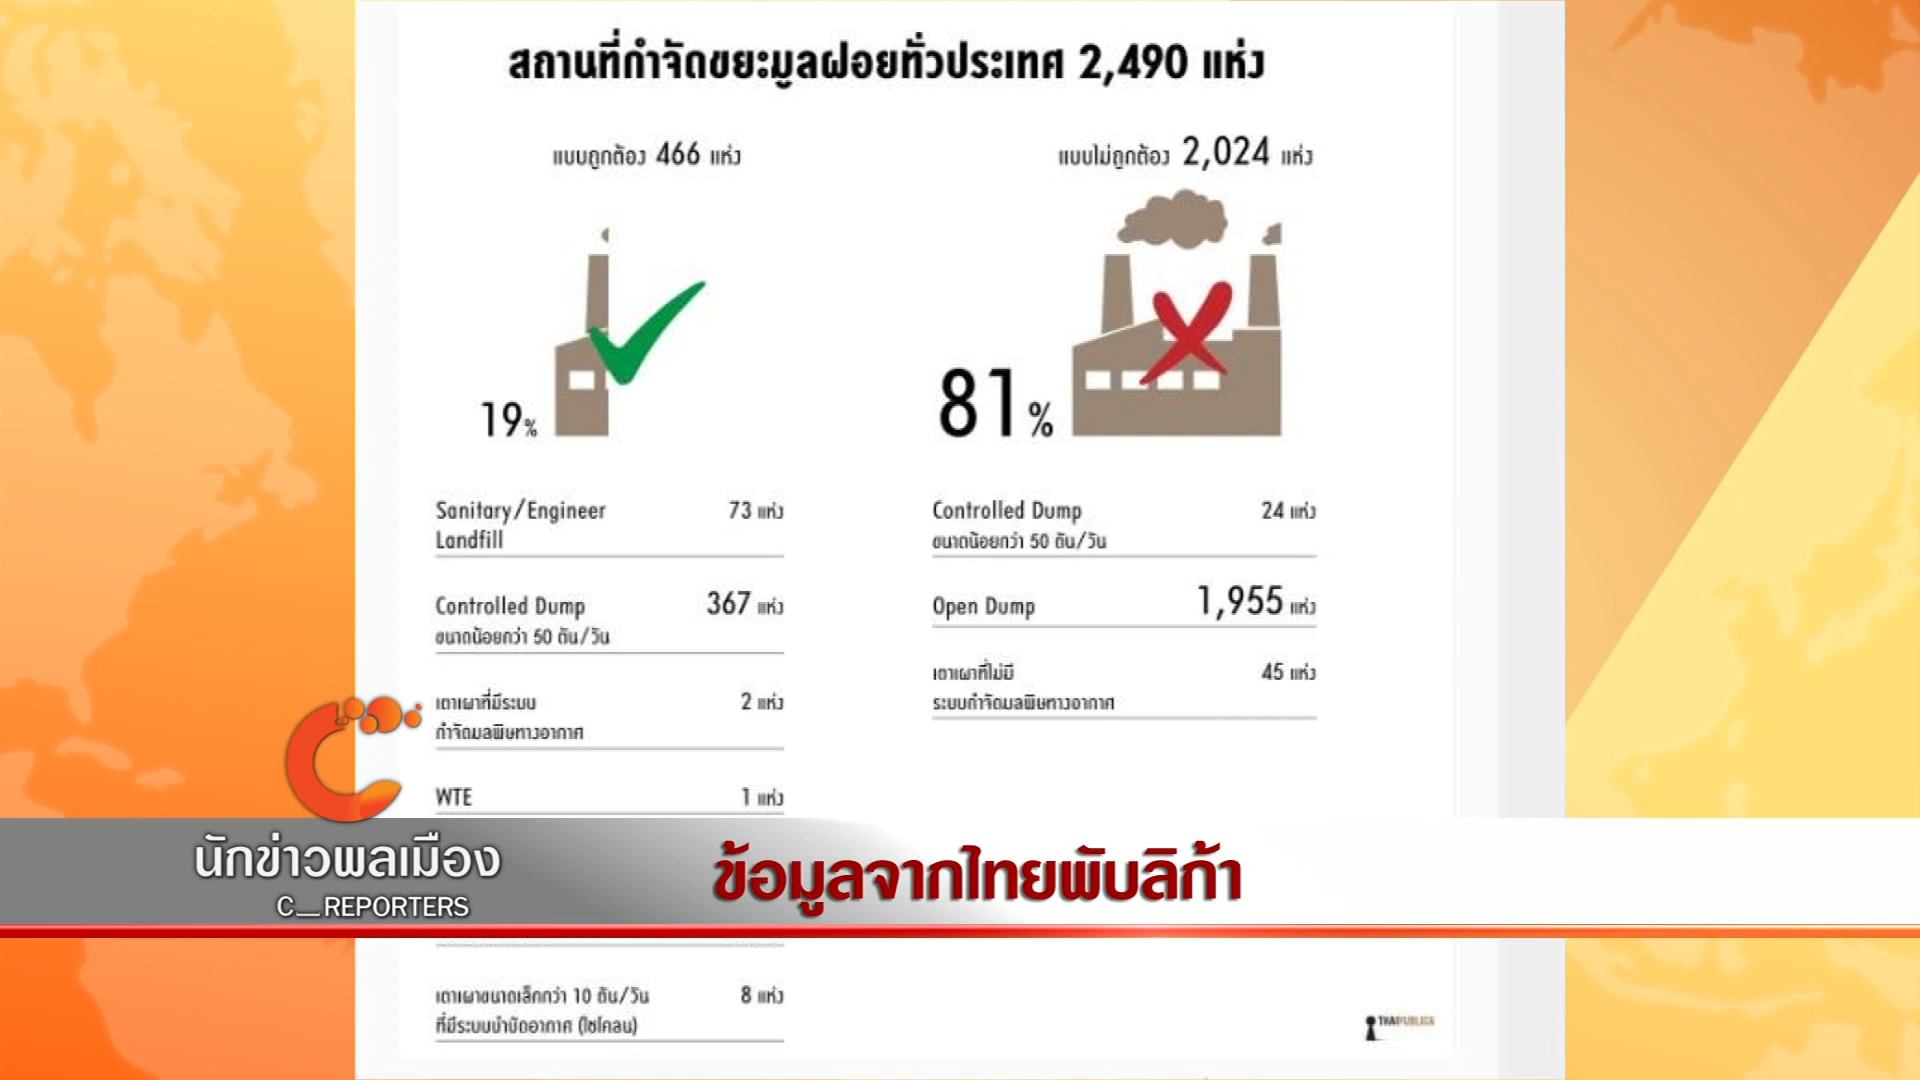 สถานที่กำจัดขยะมูลฝอยทั่วประเทศ 2,490 แห่ง
แบบถูกต้อง 466 แห่ง
แบบไม่ถูกต้อง 2,024 แห่ง
19%
81%
Sanitary/Engineer 73 แห่ง
Landfill
Controlled Dump 367 แห่ง
ขนาดน้อยกว่า 50 ตัน/วัน
เตาเผาที่มีระบบ 2 แห่ง
กำจัดมลพิษทางอากาศ
WTE 1 แห่ง
Controlled Dump 24 แห่ง
ขนาดน้อยกว่า 50 ตัน/วัน
Open Dump 1,955 แห่ง
เตาเผาที่ไม่มี 45 แห่ง
ระบบกำจัดมลพิษทางอากาศ
นักข่าวพลเมือง
C_REPORTERS
ข้อมูลจากไทยพับลิก้า
เตาเผาขนาดเล็กกว่า 10 ตัน/วัน 8 แห่ง
ที่มีระบบบำบัดอากาศ (ไซโคลน)
THAIPUBLICA